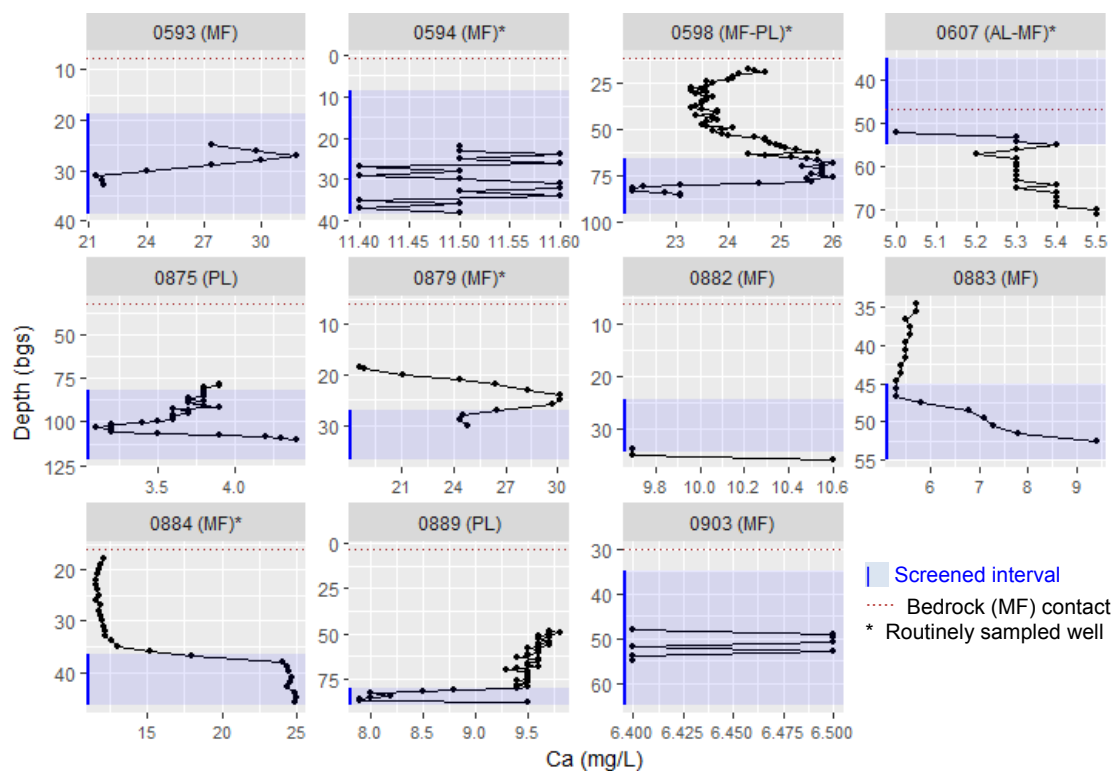 0593 (MF)
0594 (MF)*
0598 (MF-PL)*
0607 (AL-MF)*
10
20
30
40
21 24 27 30
0
10
20
30
40
11.40 11.45 11.50 11.55 11.60
25
50
75
100
23 24 25 26
40
50
60
70
5.0 5.1 5.2 5.3 5.4 5.5
0875 (PL)
0879 (MF)*
0882 (MF)
0883 (MF)
50
75
100
125
3.5 4.0
10
20
30
21 24 27 30
10
20
30
9.8 10.0 10.2 10.4 10.6
35
40
45
50
55
6 7 8 9
0884 (MF)*
0889 (PL)
0903 (MF)
20
30
40
15 20 25
0
25
50
75
8.0 8.5 9.0 9.5
30
40
50
60
6.400 6.425 6.450 6.475 6.500
Depth (bgs)
Ca (mg/L)
Screened interval
Bedrock (MF) contact
* Routinely sampled well